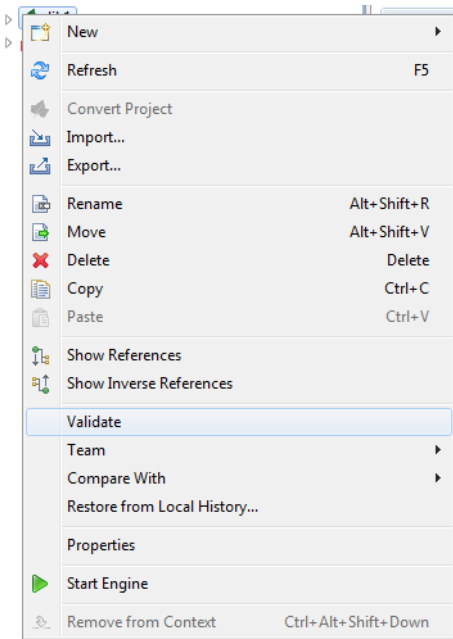 New
Refresh F5
Convert Project
Import...
Export...
Rename Alt+Shift+R
Move Alt+Shift+V
Delete Delete
Copy Ctrl+C
Paste Ctrl+V
Show References
Show Inverse References
Validate
Team
Compare With
Restore from Local History...
Properties
Start Engine
Remove from Context Ctrl+Alt+Shift+Down